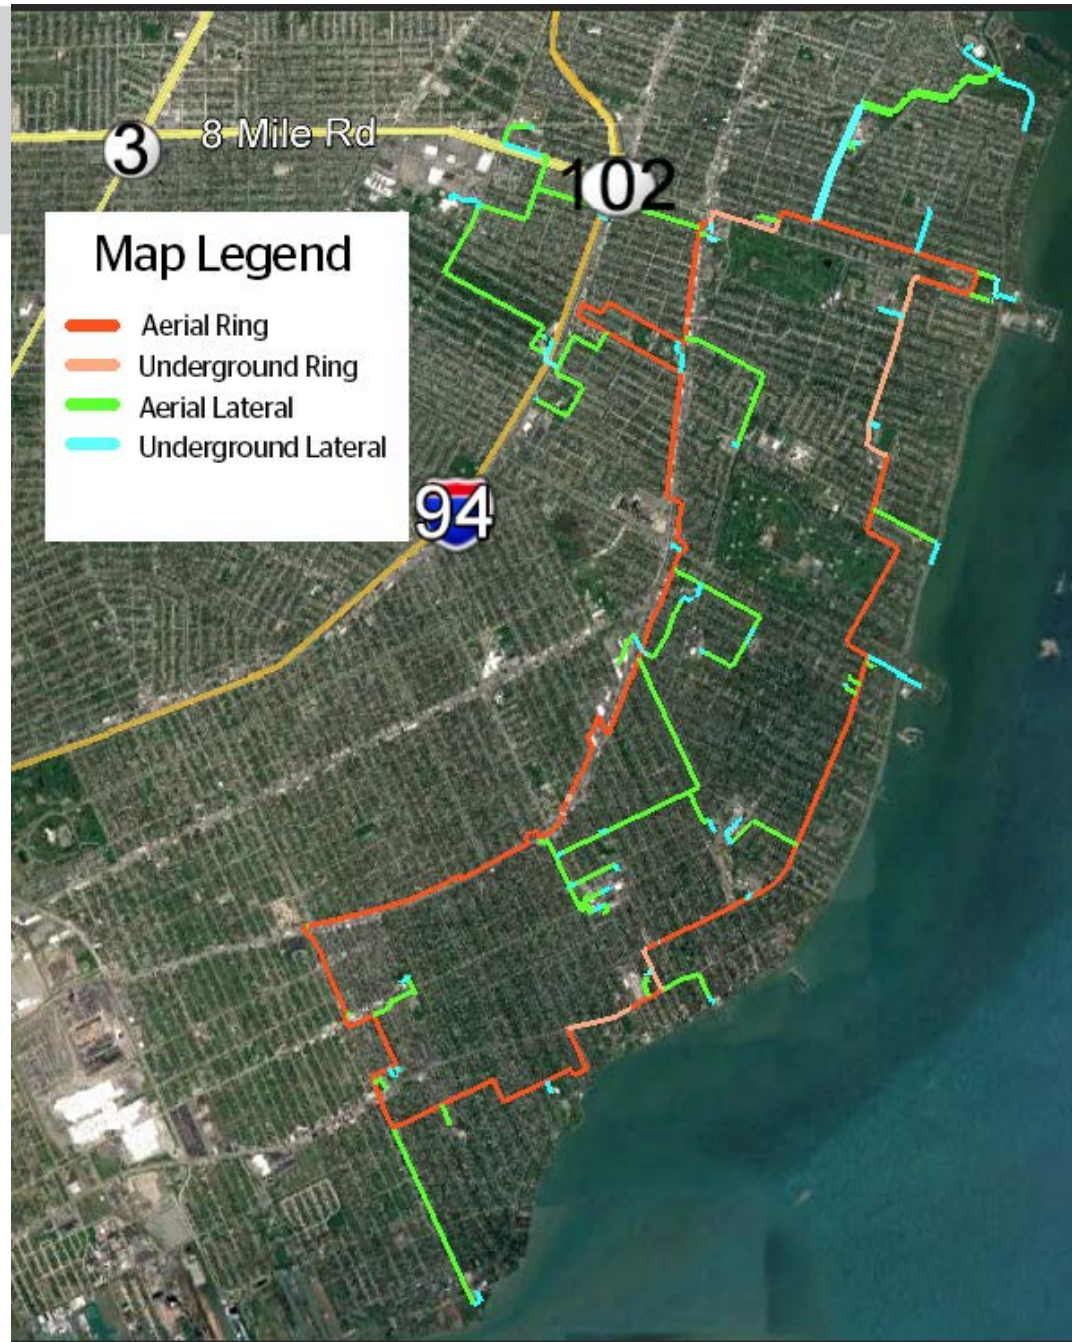 3
8 Mile Rd
102
Map Legend
Aerial Ring
Underground Ring
Aerial Lateral
Underground Lateral
94